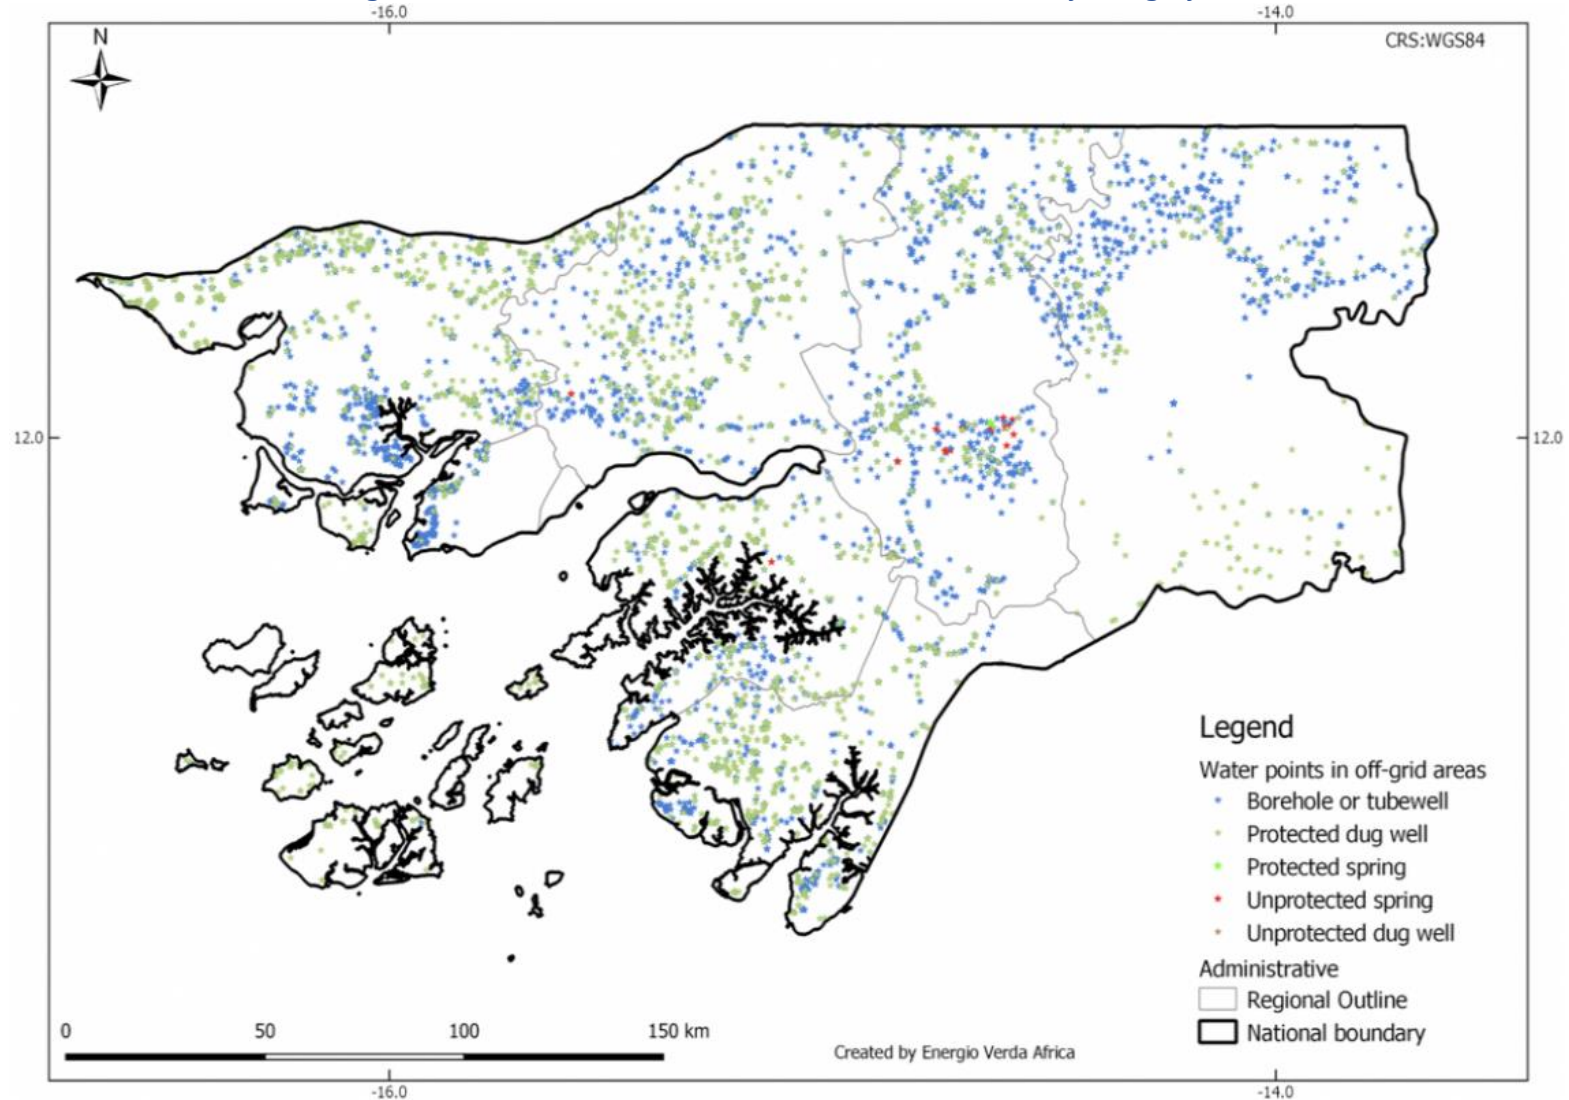 -16.0
-14.0
N
CRS:WGS84
12.0
12.0
Legend
Water points in off-grid areas
Borehole or tubewell
Protected dug well
Protected spring
Unprotected spring
Unprotected dug well
Administrative
Regional Outline
National boundary
0 50 100 150 km
Created by Energio Verda Africa
-16.0
-14.0